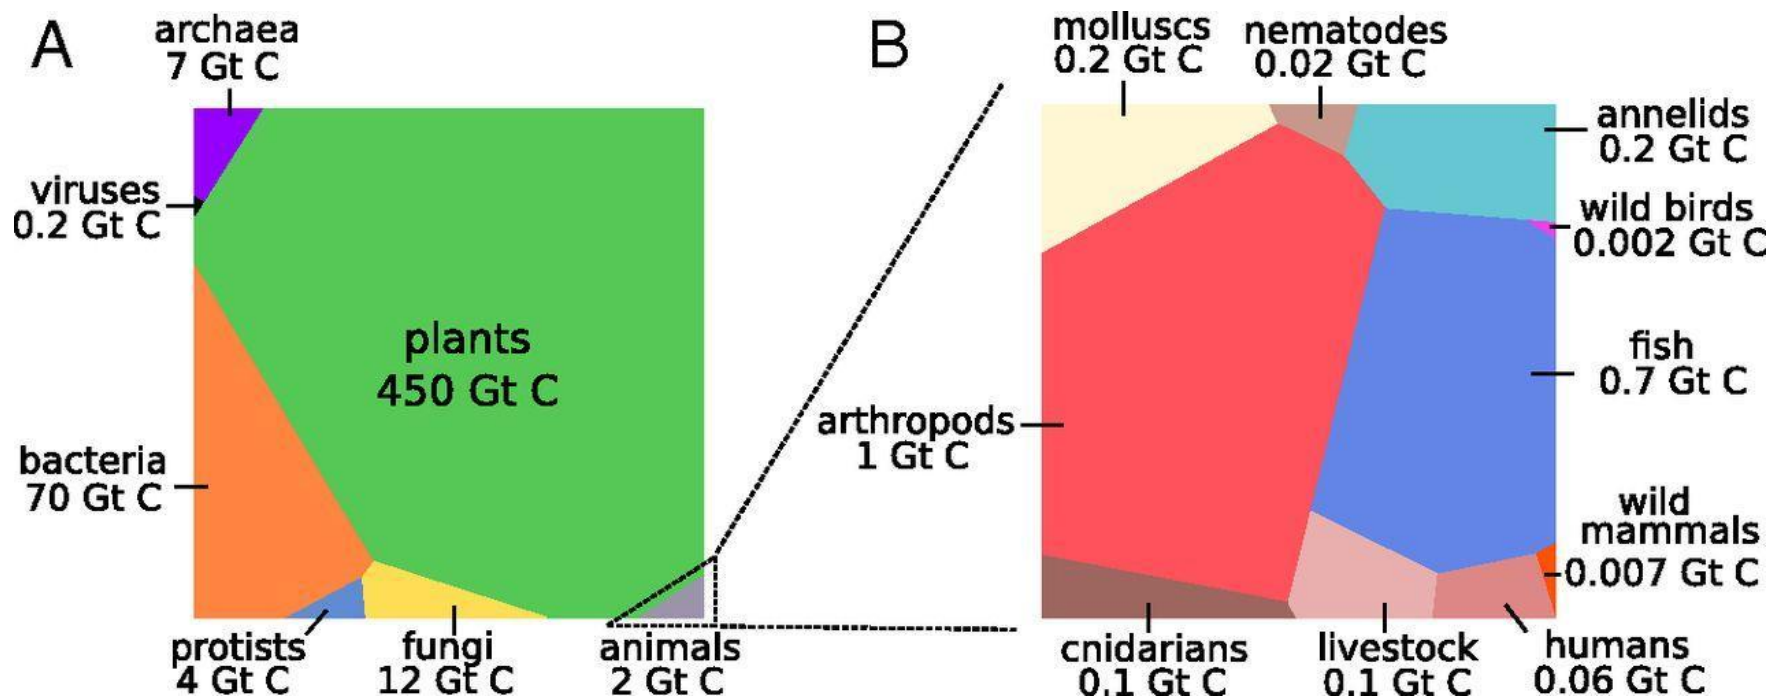 A
archaea
7 Gt C
viruses
0.2 Gt C
plants
450 Gt C
bacteria
70 Gt C
protists
4 Gt C
fungi
12 Gt C
animals
2 Gt C
B
molluscs
0.2 Gt C
nematodes
0.02 Gt C
annelids
0.2 Gt C
wild birds
0.002 Gt C
fish
0.7 Gt C
arthropods
1 Gt C
wild
mammals
0.007 Gt C
cnidarians
0.1 Gt C
livestock
0.1 Gt C
humans
0.06 Gt C